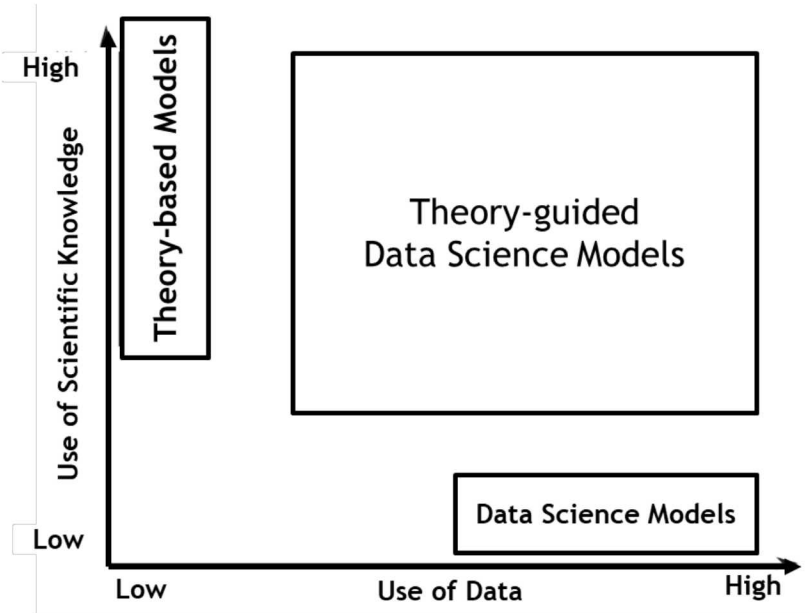 High
Use of Scientific Knowledge
Low
Theory-based Models
Theory-guided
Data Science Models
Data Science Models
Low
Use of Data
High